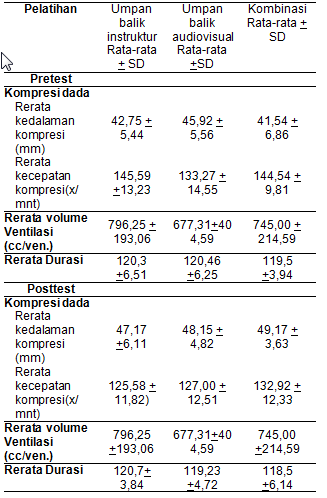 Pelatihan Umpan balik instruktur Rata-rata ± SD Umpan balik audiovisual Rata-rata ±SD Kombinasi Rata-rata ± SD
Pretest
Kompresi dada
Rerata kedalaman kompresi (mm) 42,75 ± 5,44 45,92 ± 5,56 41,54 ± 6,86
Rerata kecepatan kompresi(x/mnt) 145,59 ±13,23 133,27 ± 14,55 144,54 ± 9,81
Rerata volume Ventilasi (cc/ven.) 796,25 ± 193,06 677,31±404,59 745,00 ± 214,59
Rerata Durasi 120,3 ±6,51 120,46 ±6,25 119,5 ±3,94
Posttest
Kompresi dada
Rerata kedalaman kompresi (mm) 47,17 ±6,11 48,15 ± 4,82 49,17 ± 3,63
Rerata kecepatan kompresi(x/mnt) 125,58 ± 11,82) 127,00 ± 12,51 132,92 ± 12,33
Rerata volume Ventilasi (cc/ven.) 796,25 ±193,06 677,31±404,59 745,00 ±214,59
Rerata Durasi 120,7± 3,84 119,23 ±4,72 118,5 ±6,14